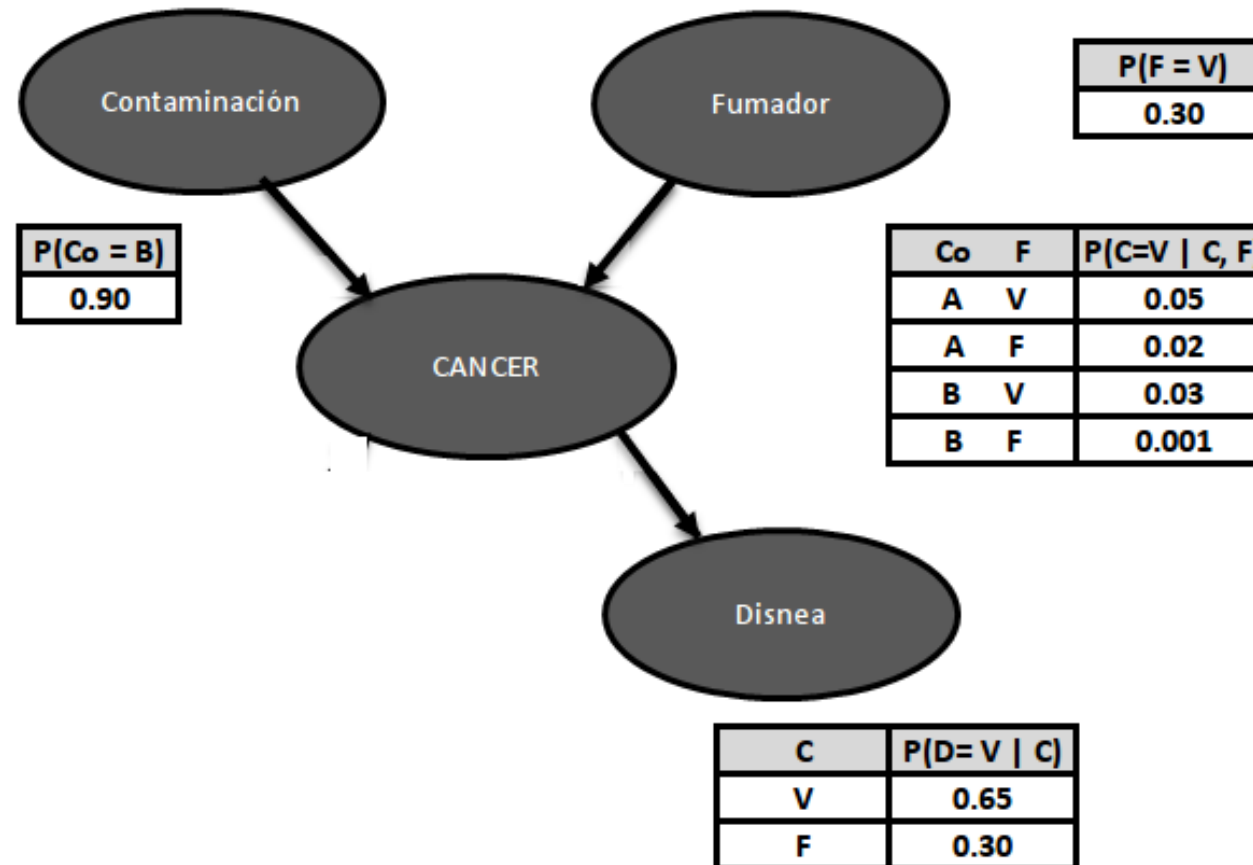 Contaminación
Fumador
P(F = V)
0.30
P(Co = B)
0.90
Co F P(C=V | C, F
A V 0.05
A F 0.02
B V 0.03
B F 0.001
CANCER
Disnea
C P(D= V | C)
V 0.65
F 0.30